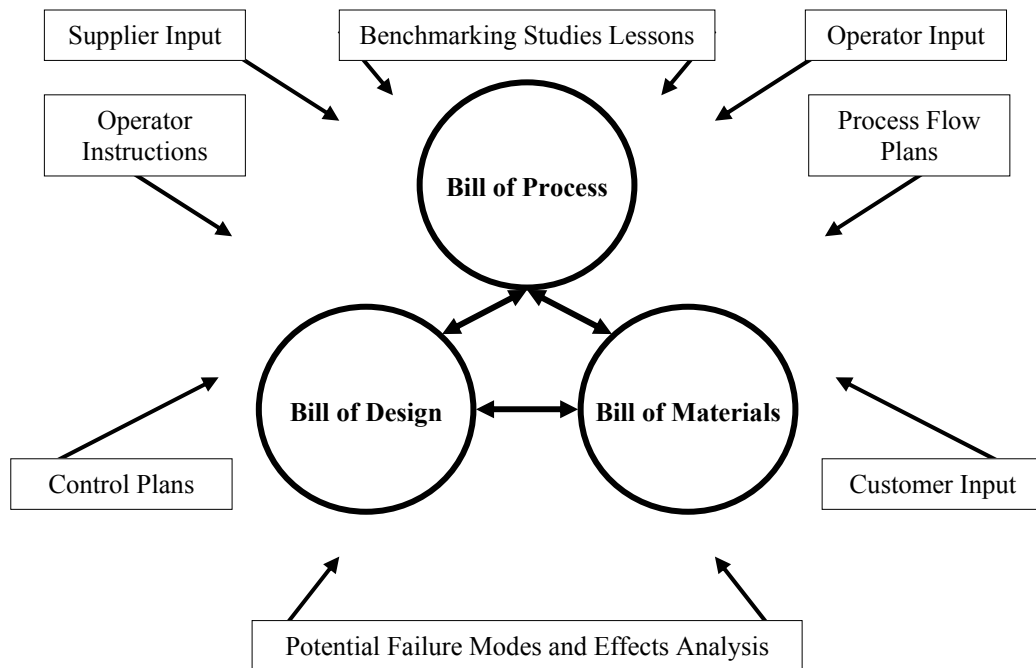 Supplier Input
Benchmarking Studies Lessons
Operator Input
Operator
Instructions
Process Flow
Plans
Bill of Process
Bill of Design
Bill of Materials
Control Plans
Customer Input
Potential Failure Modes and Effects Analysis